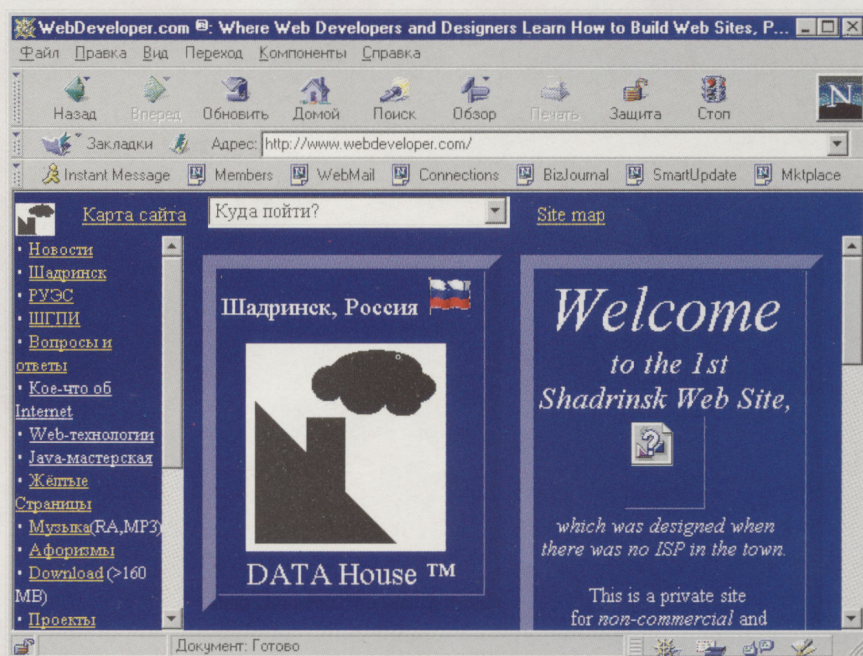 WebDeveloper.com ®: Where Web Developers and Designers Learn How to Build Web Sites, P...
Файл Правка Вид Переход Компоненты Справка
Назад Вперед Обновить Домой Поиск Обзор Печать Защита Стоп
N
Закладки Адрес: http://www.webdeveloper.com/
Instant Message Members WebMail Connections BizJournal SmartUpdate Mktplace
Карта сайта Куда пойти? Site map
• Новости
• Шадринск
• РУЭС
• ШГПИ
• Вопросы и
ответы
• Кое-что об
Internet
• Web-технологии
• Java-мастерская
• Жёлтые
Страницы
• Музыка(RA,MP3)
• Афоризмы
• Download (>160
MB)
• Проекты
Шадринск, Россия
DATA House ™
Welcome
to the 1st
Shadrinsk Web Site,
which was designed when
there was no ISP in the town.
This is a private site
for non-commercial and
Документ: Готово